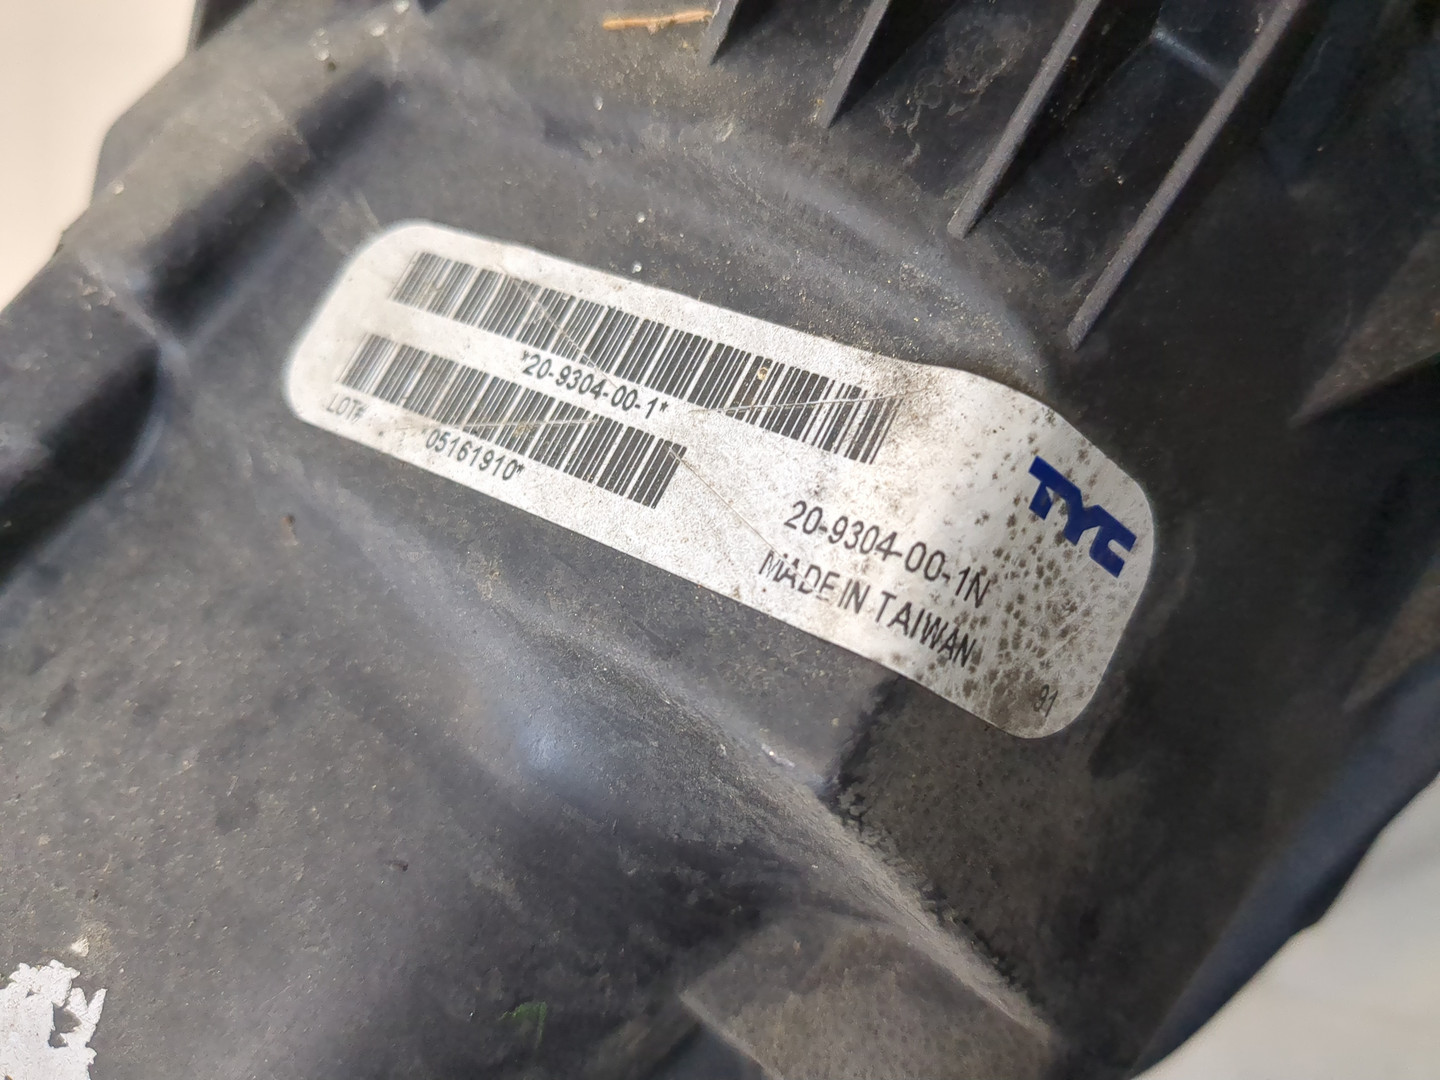 *20-9304-00-1*
LOT#
05161910*
TYC
20-9304-00-1N
MADE IN TAIWAN
91